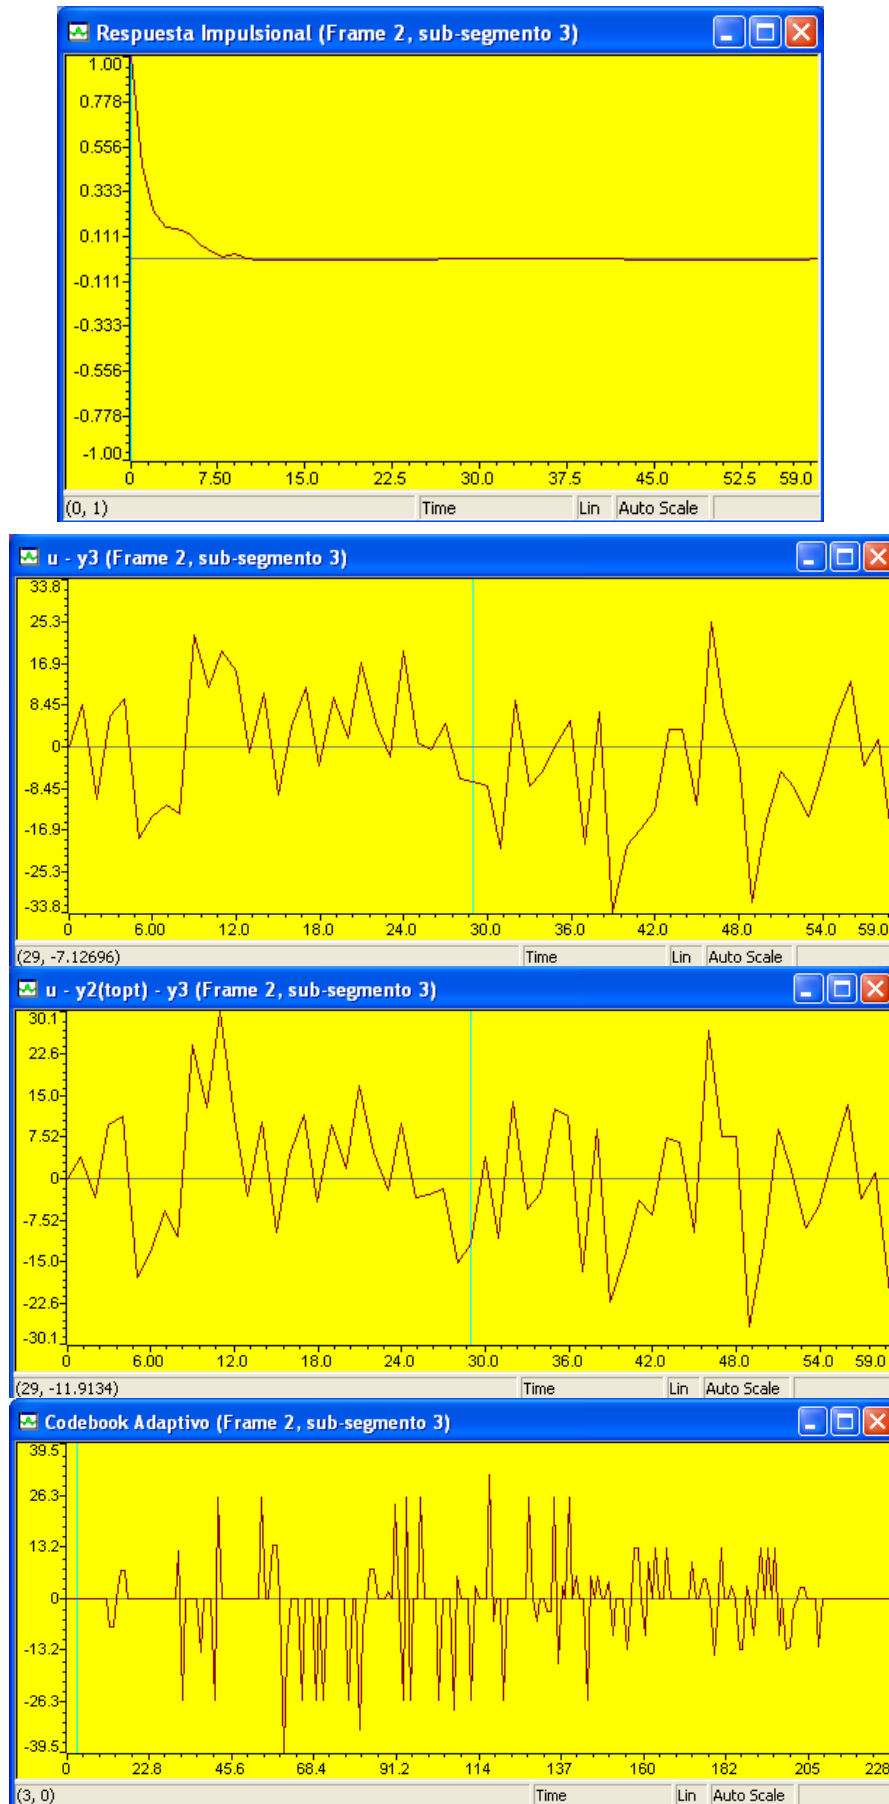 Respuesta Impulsional (Frame 2, sub-segmento 3)
1.00
0.778
0.556
0.333
0.111
-0.111
-0.333
-0.556
-0.778
-1.00
0 7.50 15.0 22.5 30.0 37.5 45.0 52.5 59.0
(0, 1) Time Lin Auto Scale
u - y3 (Frame 2, sub-segmento 3)
33.8
25.3
16.9
8.45
0
-8.45
-16.9
-25.3
-33.8
0 6.00 12.0 18.0 24.0 30.0 36.0 42.0 48.0 54.0 59.0
(29, -7.12696) Time Lin Auto Scale
u - y2(topt) - y3 (Frame 2, sub-segmento 3)
30.1
22.6
15.0
7.52
0
-7.52
-15.0
-22.6
-30.1
0 6.00 12.0 18.0 24.0 30.0 36.0 42.0 48.0 54.0 59.0
(29, -11.9134) Time Lin Auto Scale
Codebook Adaptivo (Frame 2, sub-segmento 3)
39.5
26.3
13.2
0
-13.2
-26.3
-39.5
0 22.8 45.6 68.4 91.2 114 137 160 182 205 228
(3, 0) Time Lin Auto Scale